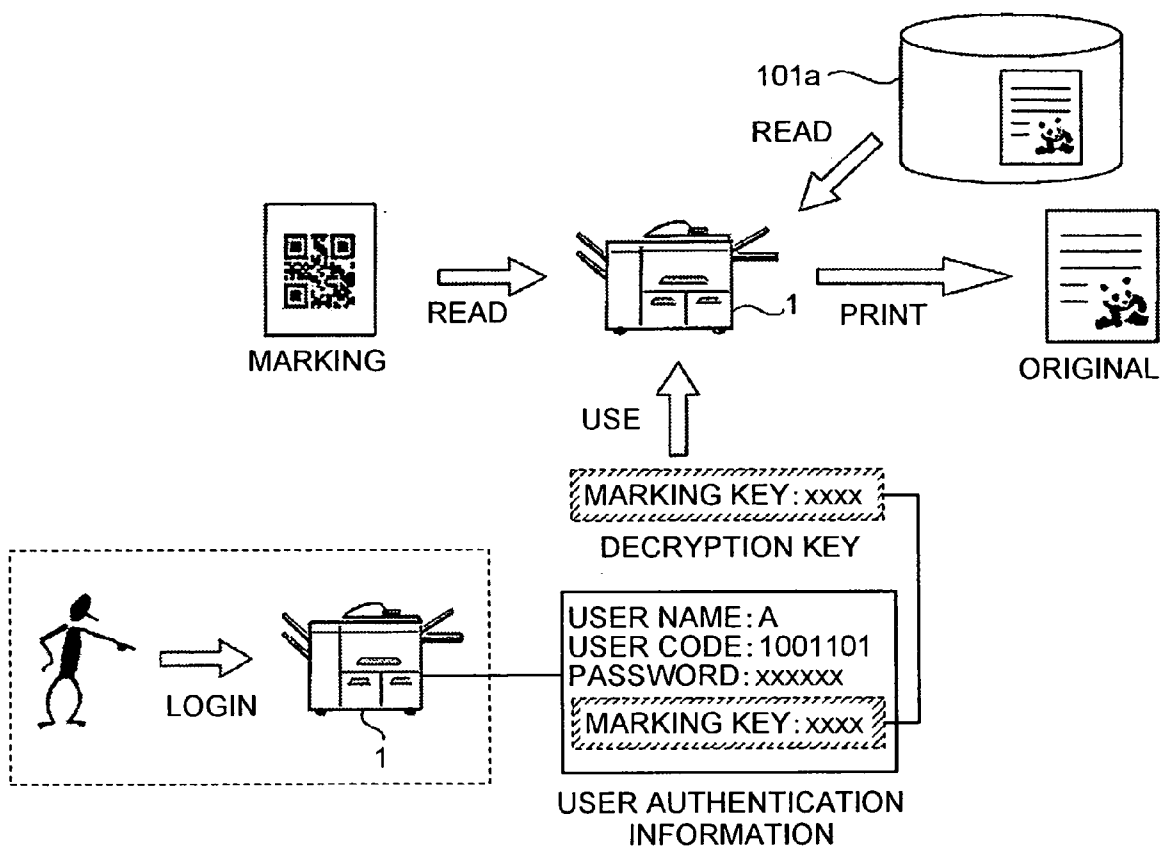 101a
READ
READ
1
PRINT
MARKING
ORIGINAL
USE
MARKING KEY:xxxx
DECRYPTION KEY
USER NAME:A
USER CODE:1001101
PASSWORD:xxxxxx
MARKING KEY:xxxx
LOGIN
1
USER AUTHENTICATION
INFORMATION